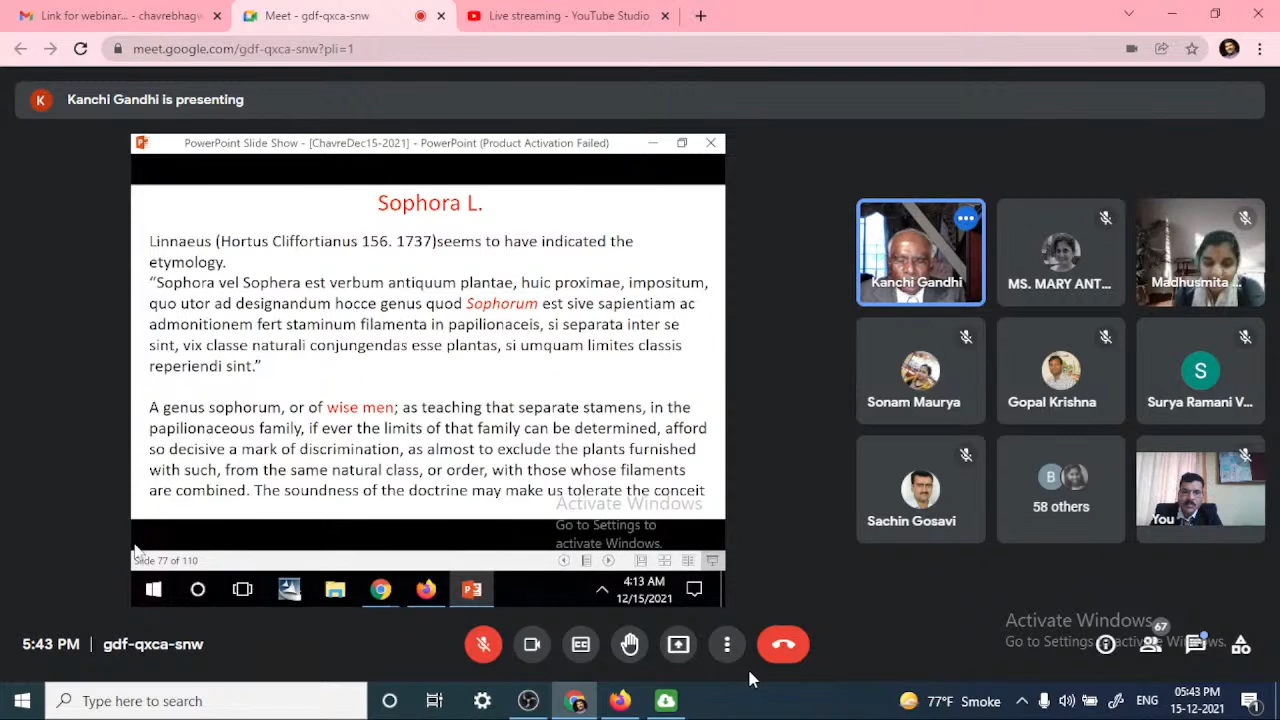 Link for webinar... - chavrebhagw
Meet - gdf-qxca-snw
Live streaming - YouTube Studio
meet.google.com/gdf-qxca-snw?pli=1
K
Kanchi Gandhi is presenting
PowerPoint Slide Show - [ChavreDec15-2021] - PowerPoint (Product Activation Failed)
Sophora L.
Linnaeus (Hortus Cliffortianus 156. 1737)seems to have indicated the
etymology.
“Sophora vel Sophera est verbum antiquum plantae, huic proximae, impositum,
quo utor ad designandum hocce genus quod Sophorum est sive sapientiam ac
admonitionem fert staminum filamenta in papilionaceis, si separata inter se
sint, vix classe naturali conjungendas esse plantas, si umquam limites classis
reperiendi sint.”
A genus sophorum, or of wise men; as teaching that separate stamens, in the
papilionaceous family, if ever the limits of that family can be determined, afford
so decisive a mark of discrimination, as almost to exclude the plants furnished
with such, from the same natural class, or order, with those whose filaments
are combined. The soundness of the doctrine may make us tolerate the conceit
Activate Windows
Go to Settings to
activate Windows.
Slide 77 of 110
4:13 AM
12/15/2021
Kanchi Gandhi
MS. MARY ANT...
Madhusmita ...
Sonam Maurya
Gopal Krishna
S
Surya Ramani V...
Sachin Gosavi
B
58 others
You
Activate Windows
Go to Settings to activate Windows.
5:43 PM
gdf-qxca-snw
67
Type here to search
77°F Smoke
ENG
05:43 PM
15-12-2021
1